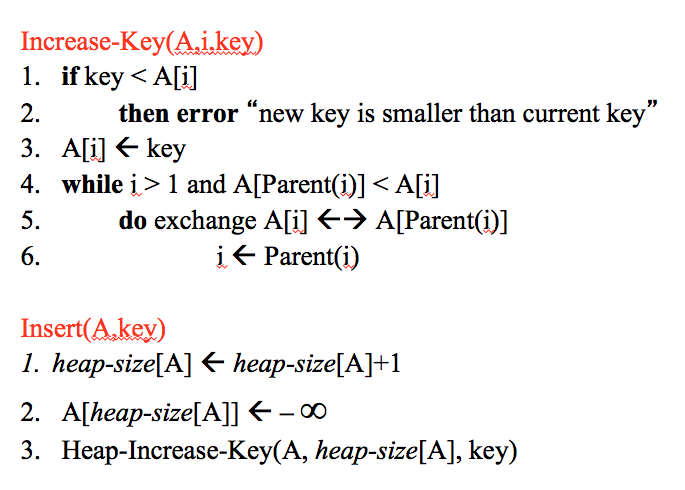 Increase-Key(A,i,key)
1. if key < A[i]
2. then error “new key is smaller than current key”
3. A[i] ← key
4. while i > 1 and A[Parent(i)] < A[i]
5. do exchange A[i] ←→ A[Parent(i)]
6. i ← Parent(i)
Insert(A,key)
1. heap-size[A] ← heap-size[A]+1
2. A[heap-size[A]] ← – ∞
3. Heap-Increase-Key(A, heap-size[A], key)